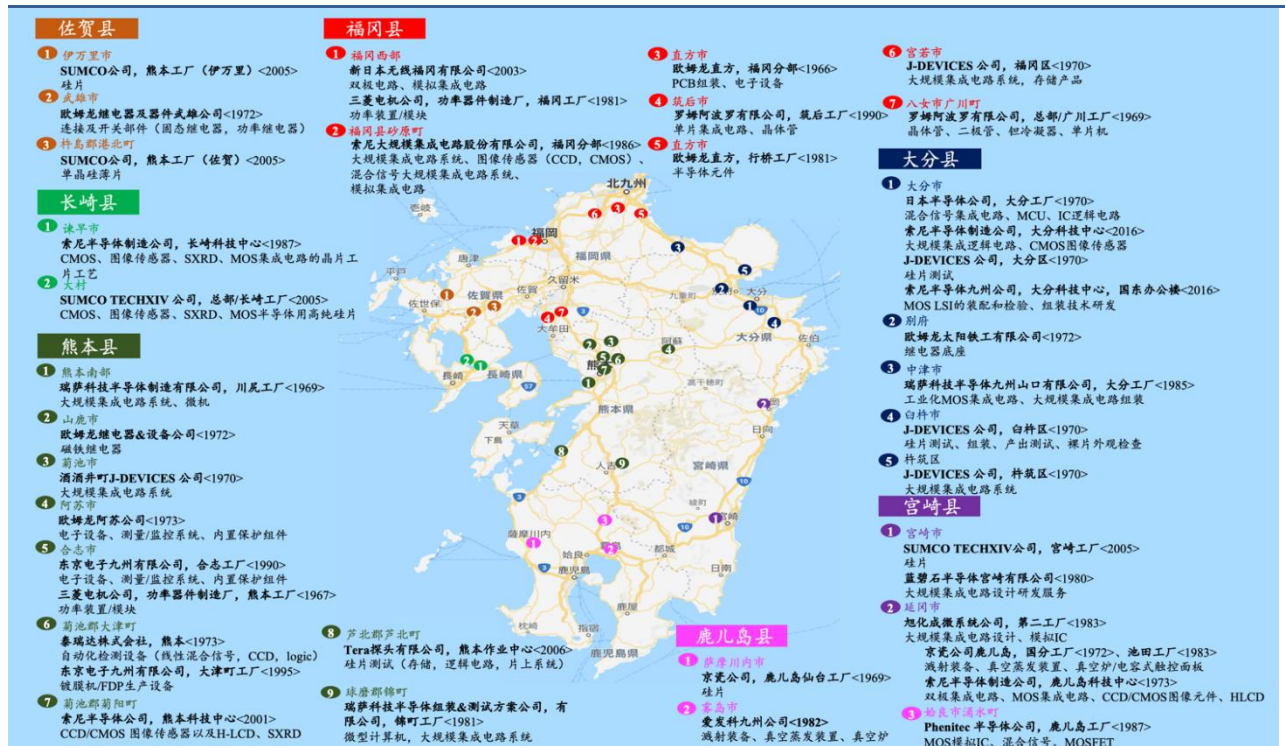 佐贺县
1 伊万里市
SUMCO公司，熊本工厂（伊万里）<2005>
硅片
2 武雄市
欧姆龙继电器及器件武雄公司<1972>
连接及开关部件（固态继电器，功率继电器）
3 杵岛郡港北町
SUMCO公司，熊本工厂（佐贺）<2005>
单晶硅薄片
长崎县
1 谏早市
索尼半导体制造公司，长崎科技中心<1987>
CMOS、图像传感器、SXRD、MOS集成电路的晶片工
片工艺
2 大村
SUMCO TECHXIV 公司，总部/长崎工厂<2005>
CMOS、图像传感器、SXRD、MOS半导体用高纯硅片
熊本县
1 熊本南部
瑞萨科技半导体制造有限公司，川尻工厂<1969>
大规模集成电路系统、微机
2 山鹿市
欧姆龙继电器&设备公司<1972>
磁铁继电器
3 菊池市
酒酒井町J-DEVICES 公司<1970>
大规模集成电路系统
4 阿苏市
欧姆龙阿苏公司<1973>
电子设备、测量/监控系统、内置保护组件
5 合志市
东京电子九州有限公司，合志工厂<1990>
电子设备、测量/监控系统、内置保护组件
三菱电机公司，功率器件制造厂，熊本工厂<1967>
功率装置/模块
6 菊池郡大津町
泰瑞达株式会社，熊本<1973>
自动化检测设备（线性混合信号，CCD，logic）
东京电子九州有限公司，大津町工厂<1995>
镀膜机/FDP生产设备
7 菊池郡菊阳町
索尼半导体公司，熊本科技中心<2001>
CCD/CMOS 图像传感器以及H-LCD、SXRD
8 芦北郡芦北町
Tera探头有限公司，熊本作业中心<2006>
硅片测试（存储，逻辑电路，片上系统）
9 球磨郡锦町
瑞萨科技半导体组装&测试方案公司，有
限公司，锦町工厂<1981>
微型计算机，大规模集成电路系统
福冈县
1 福冈西部
新日本无线福冈有限公司<2003>
双极电路、模拟集成电路
三菱电机公司，功率器件制造厂，福冈工厂<1981>
功率装置/模块
2 福冈县砂原町
索尼大规模集成电路股份有限公司，福冈分部<1986>
大规模集成电路系统、图像传感器（CCD, CMOS）、
混合信号大规模集成电路系统、
模拟集成电路
3 直方市
欧姆龙直方，福冈分部<1966>
PCB组装、电子设备
4 筑后市
罗姆阿波罗有限公司，筑后工厂<1990>
单片集成电路、晶体管
5 直方市
欧姆龙直方，行桥工厂<1981>
半导体元件
6 宫若市
J-DEVICES 公司，福冈区<1970>
大规模集成电路系统，存储产品
7 八女市广川町
罗姆阿波罗有限公司，总部/广川工厂<1969>
晶体管、二极管、钽冷凝器、单片机
大分县
1 大分市
日本半导体公司，大分工厂<1970>
混合信号集成电路、MCU、IC逻辑电路
索尼半导体制造公司，大分科技中心<2016>
大规模集成逻辑电路、CMOS图像传感器
J-DEVICES 公司，大分区<1970>
硅片测试
索尼半导体九州公司，大分科技中心，国东办公楼<2016>
MOS LSI的装配和检验、组装技术研发
2 别府
欧姆龙太阳铁工有限公司<1972>
继电器底座
3 中津市
瑞萨科技半导体九州山口有限公司，大分工厂<1985>
工业化MOS集成电路、大规模集成电路组装
4 臼杵市
J-DEVICES 公司，臼杵区<1970>
硅片测试、组装、产出测试、裸片外观检查
5 杵筑区
J-DEVICES 公司，杵筑区<1970>
大规模集成电路系统
宫崎县
1 宫崎市
SUMCO TECHXIV公司，宫崎工厂<2005>
硅片
蓝碧石半导体宫崎有限公司<1980>
大规模集成电路设计研发服务
2 延冈市
旭化成微系统公司，第二工厂<1983>
大规模集成电路设计、模拟IC
京瓷公司鹿儿岛，国分工厂<1972>、池田工厂<1983>
溅射装备、真空蒸发装置、真空炉/电容式触控面板
索尼半导体制造公司，鹿儿岛科技中心<1973>
双极集成电路、MOS集成电路、CCD/CMOS图像元件、HLCD
3 姶良市涌水町
Phenitec 半导体公司，鹿儿岛工厂<1987>
MOS模拟IC、混合信号、MOSFET
鹿儿岛县
1 萨摩川内市
京瓷公司，鹿儿岛仙台工厂<1969>
硅片
2 雾岛市
爱发科九州公司<1982>
溅射装备、真空蒸发装置、真空炉
北九州
壱岐
福岡
福岡県
平戸
唐津
佐世保
佐賀県
佐賀
久留米
大牟田
九重町
大分
大分県
佐伯
阿蘇
高千穂町
長崎
長崎県
熊本県
天草
下島
日向
人吉
宮崎県
綾町
宮崎
薩摩川内
姶良
都城
日南
鹿児島
鹿屋
枕崎
指宿
鹿児島県